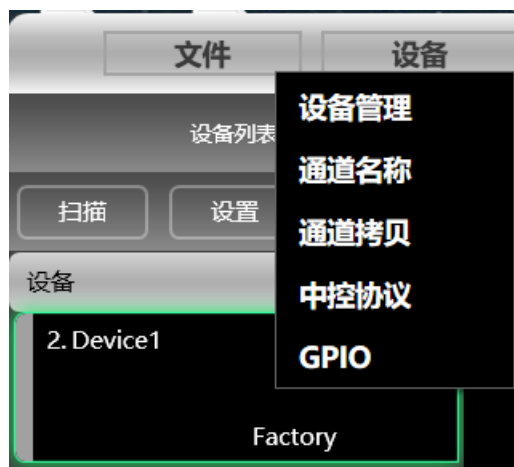 文件
设备
设备管理
设备列表
通道名称
扫描
设置
通道拷贝
设备
中控协议
2. Device1
GPIO
Factory